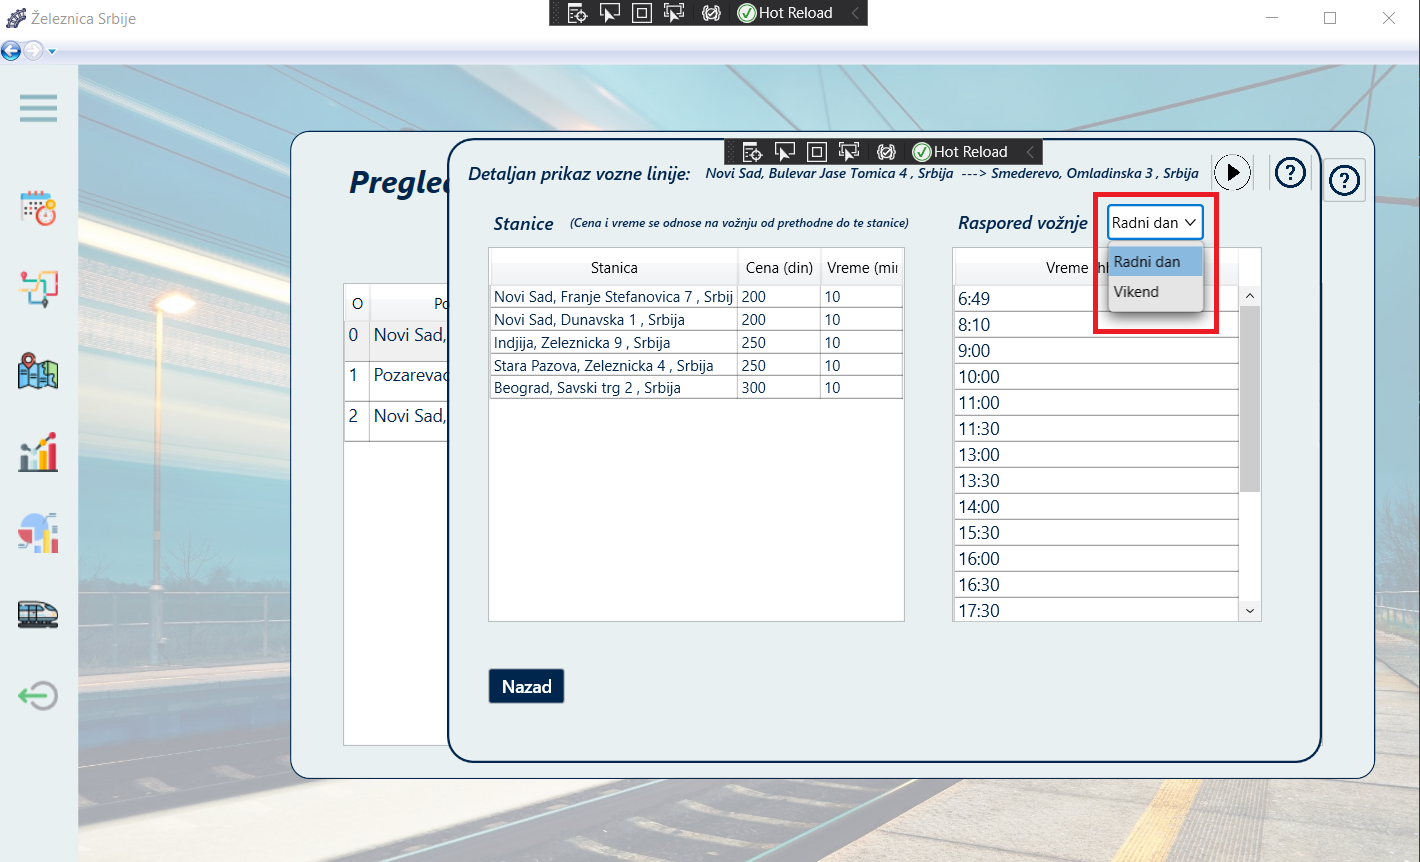 Železnica Srbije
Hot Reload
Hot Reload
Detaljan prikaz vozne linije: Novi Sad, Bulevar Jase Tomica 4 , Srbija ---> Smederevo, Omladinska 3 , Srbija
? ?
Stanice (Cena i vreme se odnose na vožnju od prethodne do te stanice)
Stanica Cena (din) Vreme (min
Novi Sad, Franje Stefanovica 7 , Srbij 200 10
Novi Sad, Dunavska 1 , Srbija 200 10
Indjija, Zeleznicka 9 , Srbija 250 10
Stara Pazova, Zeleznicka 4 , Srbija 250 10
Beograd, Savski trg 2 , Srbija 300 10
Raspored vožnje Radni dan
Radni dan
Vikend
Vreme
6:49
8:10
9:00
10:00
11:00
11:30
13:00
13:30
14:00
15:30
16:00
16:30
17:30
Nazad
O Po
0 Novi Sad,
1 Pozarevac
2 Novi Sad,